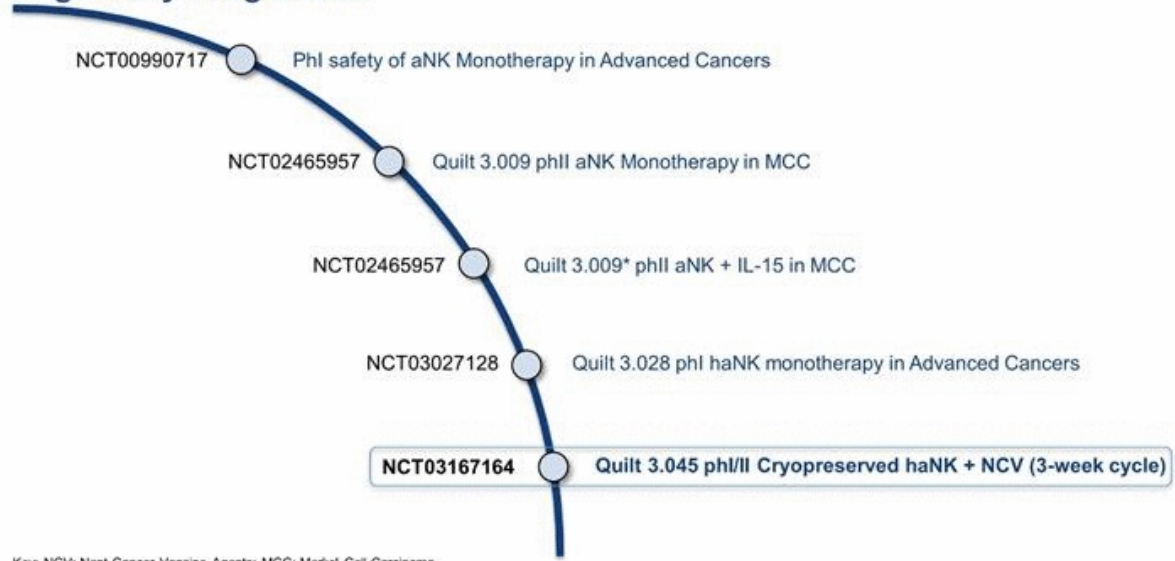 NCT00990717 PhI safety of aNK Monotherapy in Advanced Cancers
NCT02465957 Quilt 3.009 phII aNK Monotherapy in MCC
NCT02465957 Quilt 3.009* phII aNK + IL-15 in MCC
NCT03027128 Quilt 3.028 phI haNK monotherapy in Advanced Cancers
NCT03167164 Quilt 3.045 phI/II Cryopreserved haNK + NCV (3-week cycle)